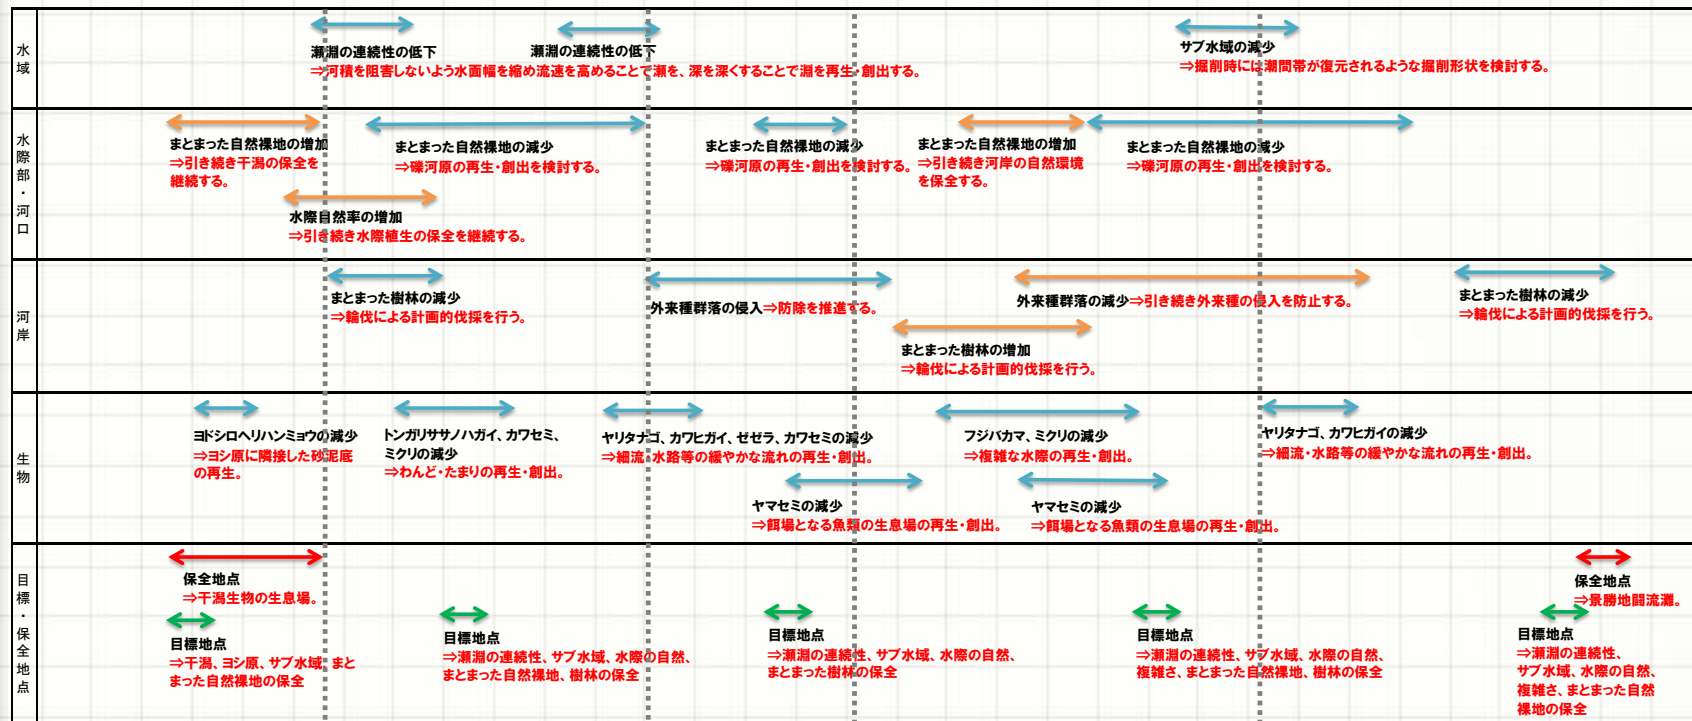 水域
瀬淵の連続性の低下
瀬淵の連続性の低下
⇒河積を阻害しないよう水面幅を縮め流速を高めることで瀬を、深を深くすることで淵を再生・創出する。
サブ水域の減少
⇒掘削時には潮間帯が復元されるような掘削形状を検討する。
水際部・河口
まとまった自然裸地の増加
⇒引き続き干潟の保全を
継続する。
まとまった自然裸地の減少
⇒礫河原の再生・創出を検討する。
まとまった自然裸地の減少
⇒礫河原の再生・創出を検討する。
まとまった自然裸地の増加
⇒引き続き河岸の自然環境
を保全する。
まとまった自然裸地の減少
⇒礫河原の再生・創出を検討する。
水際自然率の増加
⇒引き続き水際植生の保全を継続する。
河岸
まとまった樹林の減少
⇒輪伐による計画的伐採を行う。
外来種群落の侵入⇒防除を推進する。
外来種群落の減少⇒引き続き外来種の侵入を防止する。
まとまった樹林の減少
⇒輪伐による計画的伐採を行う。
まとまった樹林の増加
⇒輪伐による計画的伐採を行う。
生物
ヨドシロヘリハンミョウの減少
⇒ヨシ原に隣接した砂泥底
の再生。
トンガリササノハガイ、カワセミ、
ミクリの減少
⇒わんど・たまりの再生・創出。
ヤリタナゴ、カワヒガイ、ゼゼラ、カワセミの減少
⇒細流・水路等の緩やかな流れの再生・創出。
フジバカマ、ミクリの減少
⇒複雑な水際の再生・創出。
ヤリタナゴ、カワヒガイの減少
⇒細流・水路等の緩やかな流れの再生・創出。
ヤマセミの減少
⇒餌場となる魚類の生息場の再生・創出。
ヤマセミの減少
⇒餌場となる魚類の生息場の再生・創出。
目標・保全地点
保全地点
⇒干潟生物の生息場。
目標地点
⇒干潟、ヨシ原、サブ水域、まと
まった自然裸地の保全
目標地点
⇒瀬淵の連続性、サブ水域、水際の自然、
まとまった自然裸地、樹林の保全
目標地点
⇒瀬淵の連続性、サブ水域、水際の自然、
まとまった樹林の保全
目標地点
⇒瀬淵の連続性、サブ水域、水際の自然、
複雑さ、まとまった自然裸地、樹林の保全
保全地点
⇒景勝地闘流灘。
目標地点
⇒瀬淵の連続性、
サブ水域、水際の自然、
複雑さ、まとまった自然
裸地の保全